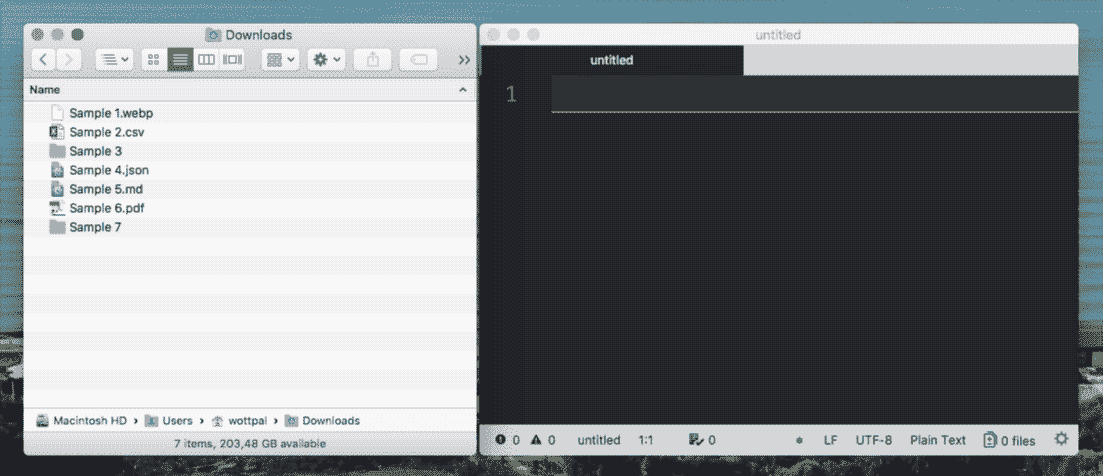 Downloads
Name
Sample 1.webp
Sample 2.csv
Sample 3
Sample 4.json
Sample 5.md
Sample 6.pdf
Sample 7
Macintosh HD › Users › wottpal › Downloads
7 items, 203,48 GB available
untitled
untitled
1
0 0 untitled 1:1 0 LF UTF-8 Plain Text 0 files